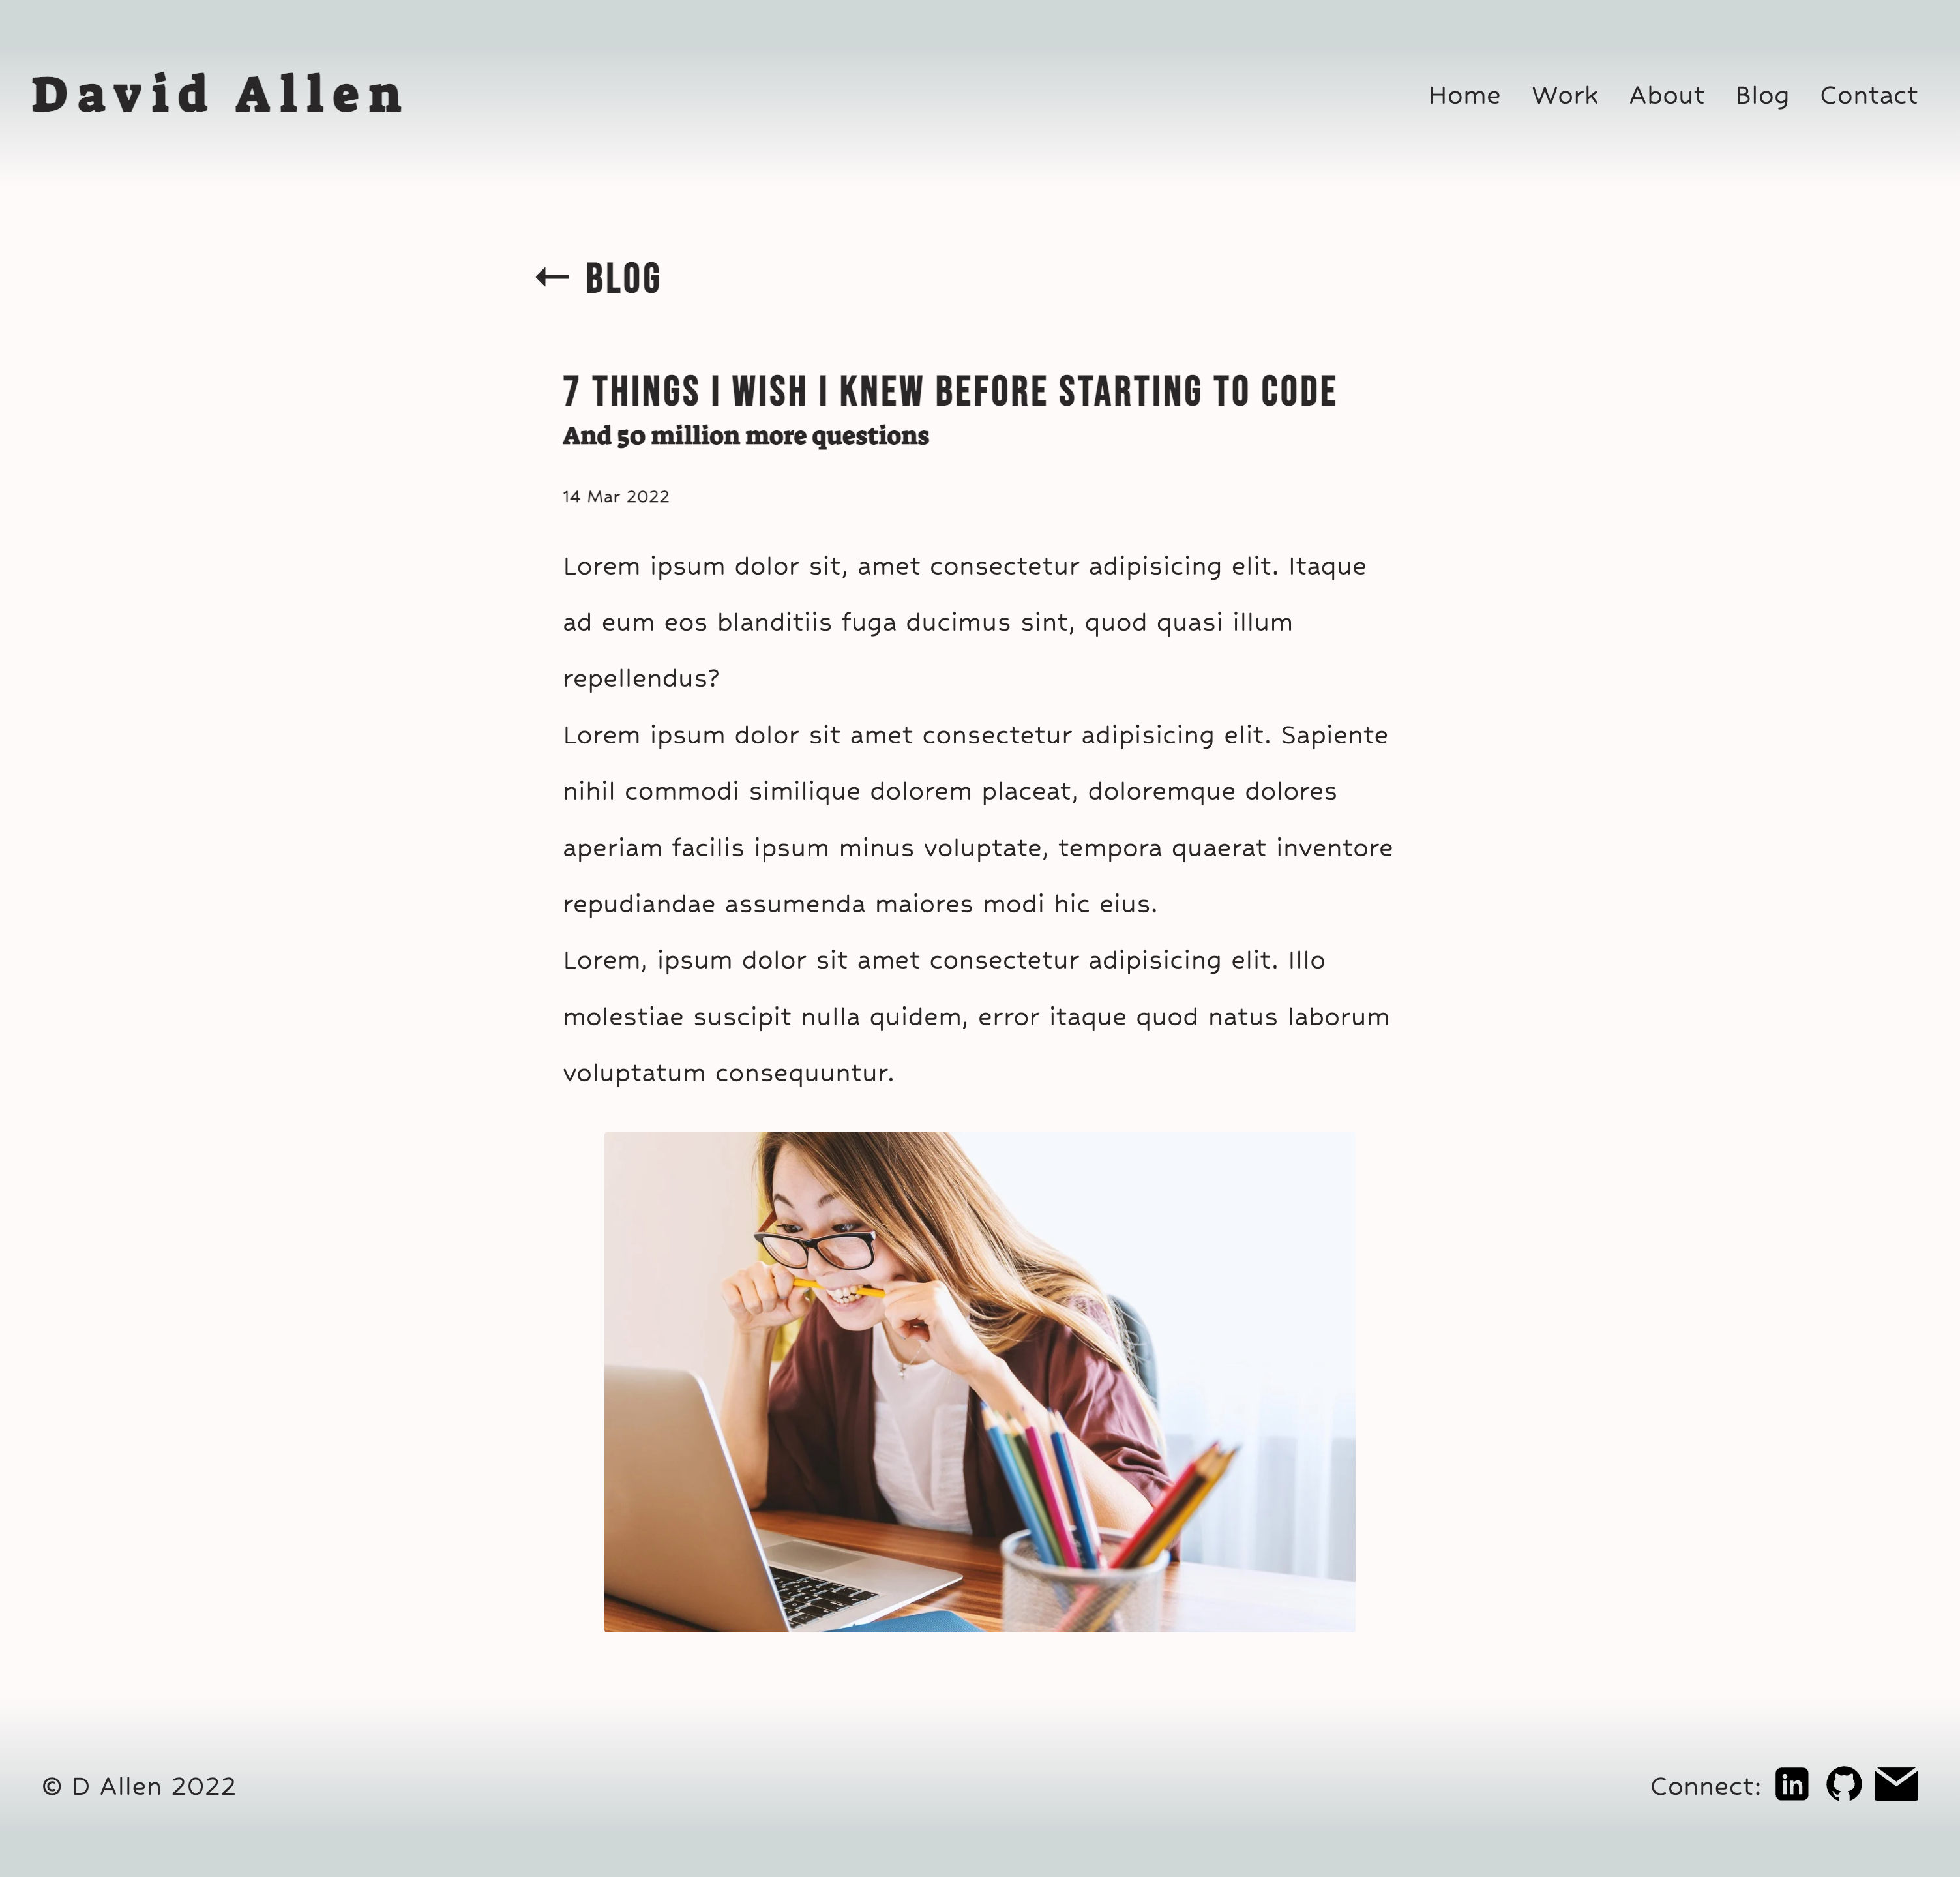 David Allen
Home Work About Blog Contact
BLOG
7 THINGS I WISH I KNEW BEFORE STARTING TO CODE
And 50 million more questions
14 Mar 2022
Lorem ipsum dolor sit, amet consectetur adipisicing elit. Itaque
ad eum eos blanditiis fuga ducimus sint, quod quasi illum
repellendus?
Lorem ipsum dolor sit amet consectetur adipisicing elit. Sapiente
nihil commodi similique dolorem placeat, doloremque dolores
aperiam facilis ipsum minus voluptate, tempora quaerat inventore
repudiandae assumenda maiores modi hic eius.
Lorem, ipsum dolor sit amet consectetur adipisicing elit. Illo
molestiae suscipit nulla quidem, error itaque quod natus laborum
voluptatum consequuntur.
© D Allen 2022
Connect: in